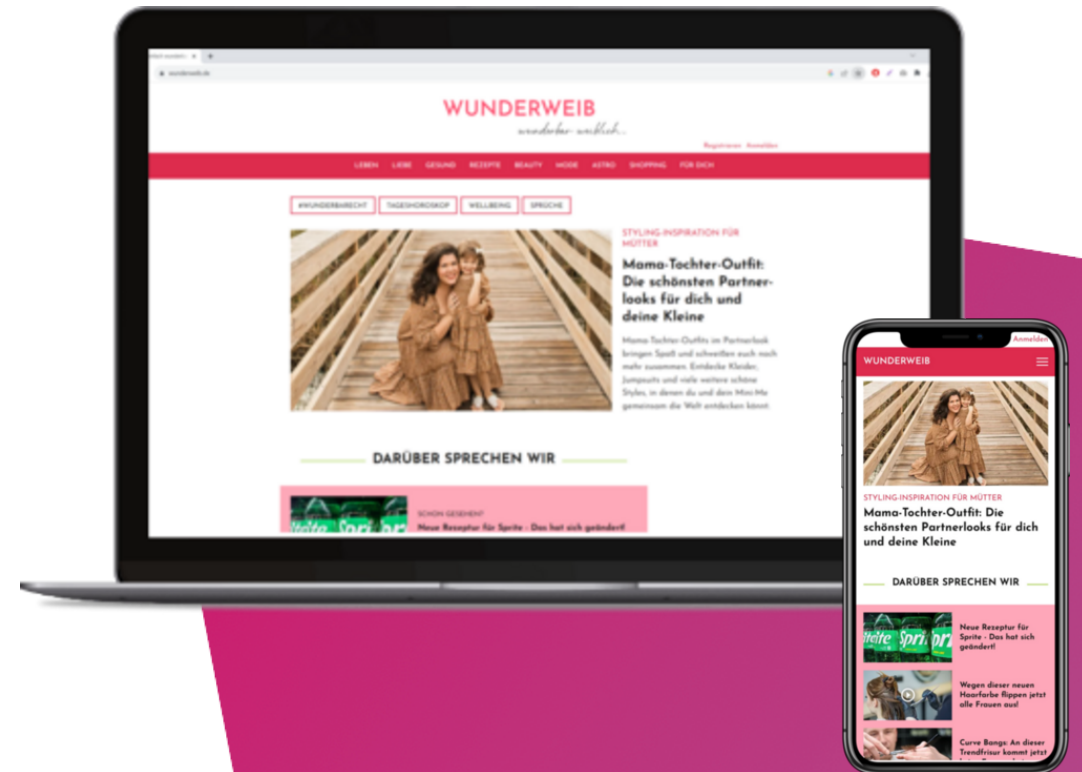 wunderweib.de
WUNDERWEIB
wunderbar weiblich...
Registrieren Anmelden
LEBEN LIEBE GESUND REZEPTE BEAUTY MODE ASTRO SHOPPING FÜR DICH
#WUNDERBARECHT TAGESHOROSKOP WELLBEING SPRÜCHE
STYLING-INSPIRATION FÜR
MÜTTER
Mama-Tochter-Outfit:
Die schönsten Partner-
looks für dich und
deine Kleine
Mama-Tochter-Outfits im Partnerlook
bringen Spaß und schweißen euch noch
mehr zusammen. Entdecke Kleider,
Jumpsuits und viele weitere schöne
Styles, in denen du und dein Mini-Me
gemeinsam die Welt entdecken könnt.
DARÜBER SPRECHEN WIR
SCHON GESEHEN?
Neue Rezeptur für Sprite - Das hat sich geändert!
Anmelden
WUNDERWEIB
STYLING-INSPIRATION FÜR MÜTTER
Mama-Tochter-Outfit: Die
schönsten Partnerlooks für dich
und deine Kleine
DARÜBER SPRECHEN WIR
Sprite
Neue Rezeptur für
Sprite - Das hat sich
geändert!
Wegen dieser neuen
Haarfarbe flippen jetzt
alle Frauen aus!
Curve Bangs: An dieser
Trendfrisur kommt jetzt